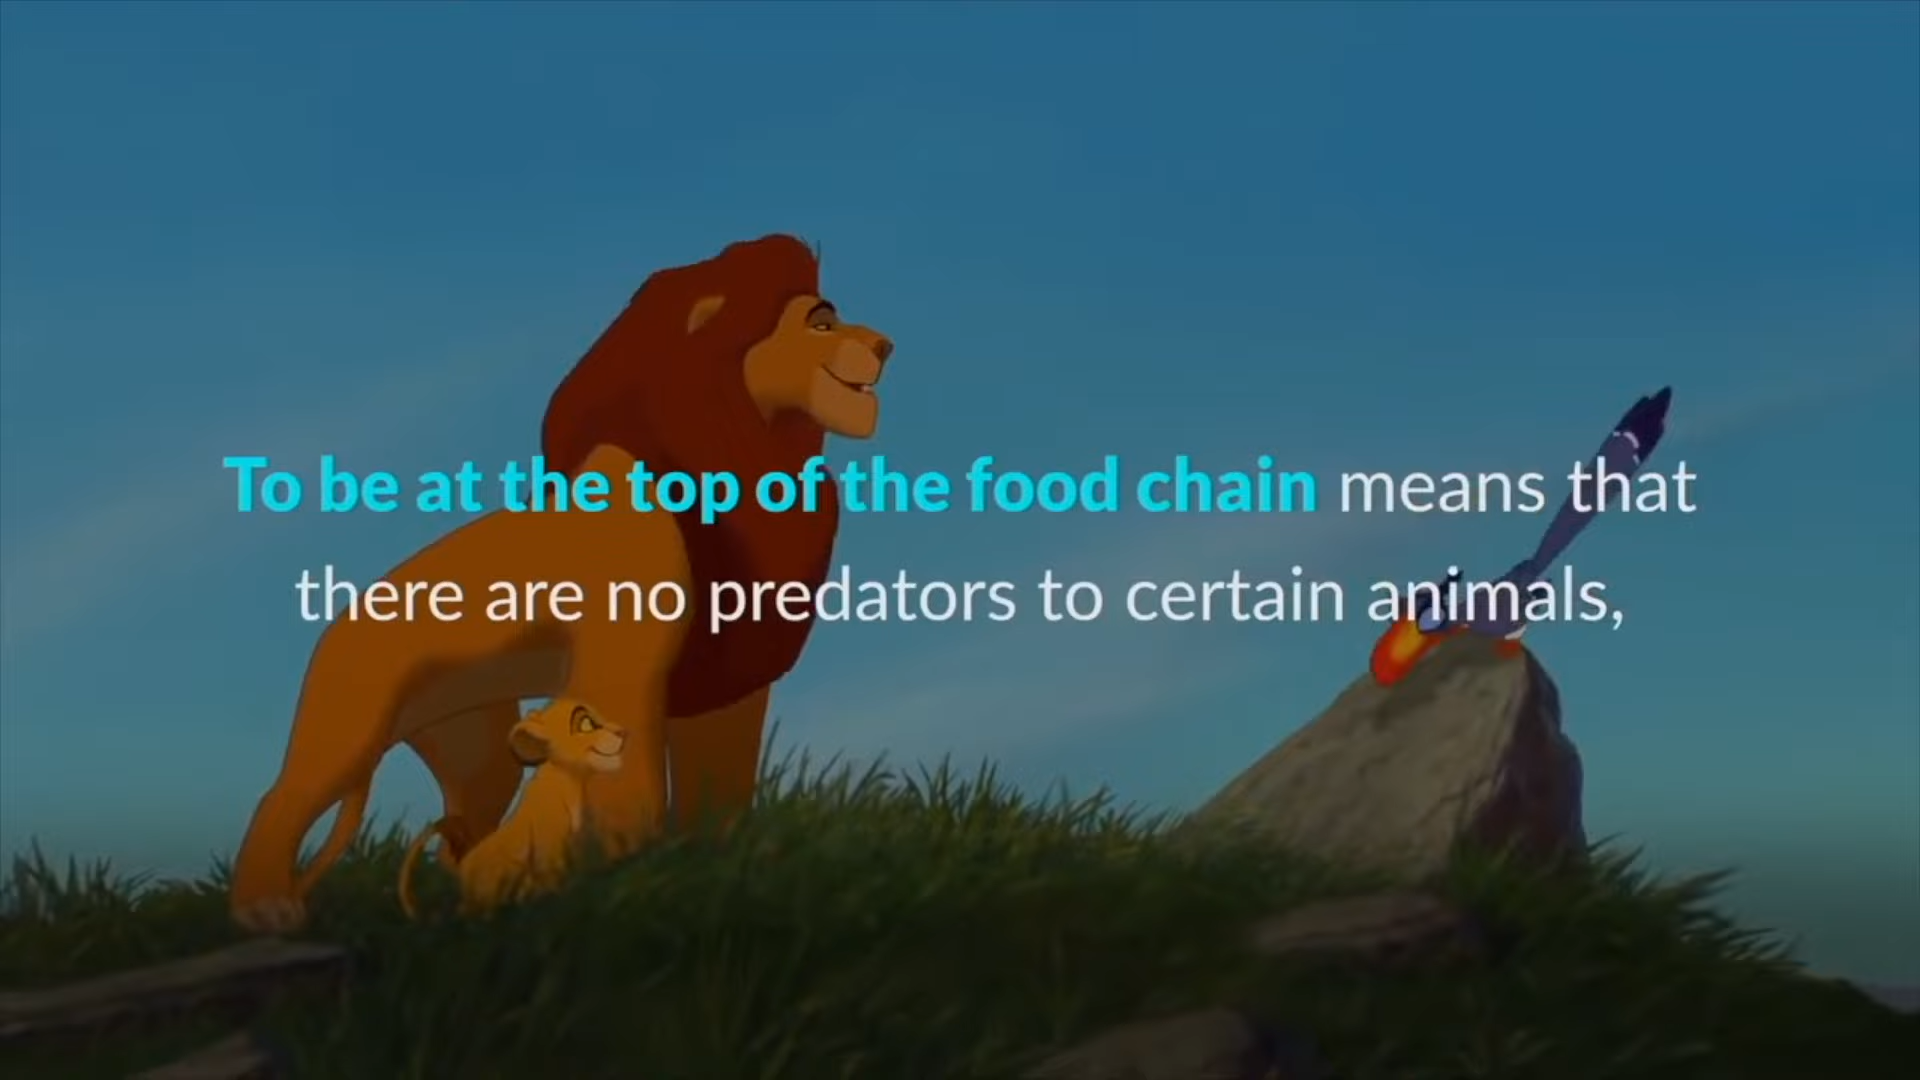 To be at the top of the food chain means that
there are no predators to certain animals,